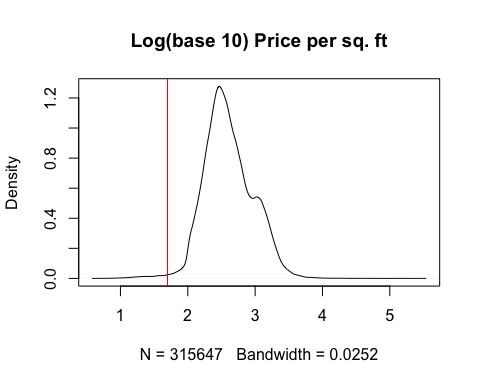 Log(base 10) Price per sq. ft
Density
1.2
0.8
0.4
0.0
1 2 3 4 5
N = 315647 Bandwidth = 0.0252